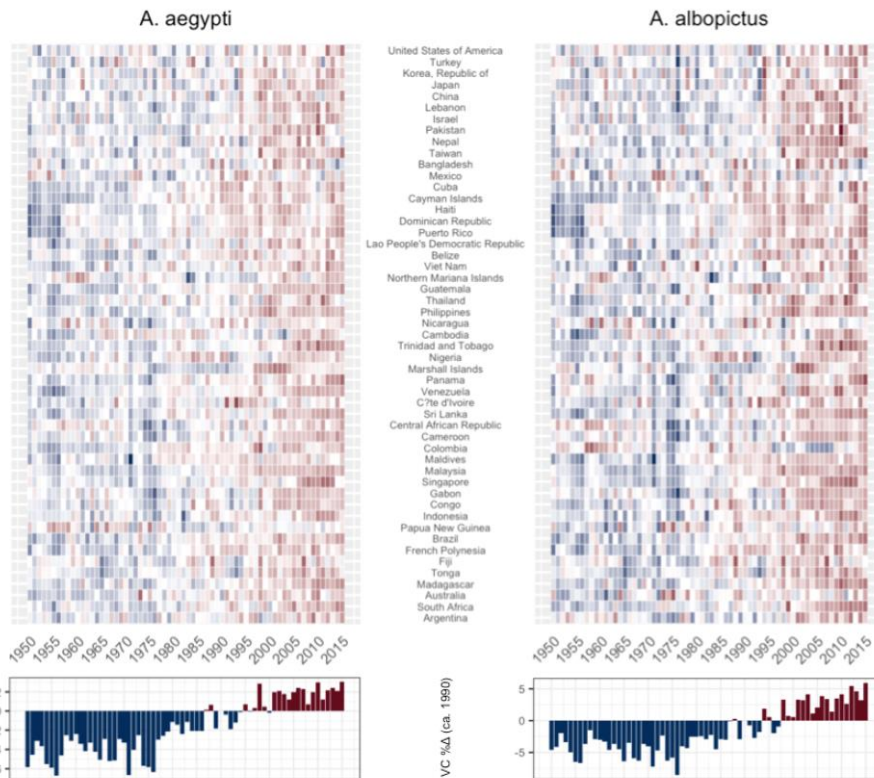 A. aegypti
A. albopictus
United States of America
Turkey
Korea, Republic of
Japan
China
Lebanon
Israel
Pakistan
Nepal
Taiwan
Bangladesh
Mexico
Cuba
Cayman Islands
Haiti
Dominican Republic
Puerto Rico
Lao People's Democratic Republic
Belize
Viet Nam
Northern Mariana Islands
Guatemala
Thailand
Philippines
Nicaragua
Cambodia
Trinidad and Tobago
Nigeria
Marshall Islands
Panama
Venezuela
C?te d'Ivoire
Sri Lanka
Central African Republic
Cameroon
Colombia
Maldives
Malaysia
Singapore
Gabon
Congo
Indonesia
Papua New Guinea
Brazil
French Polynesia
Fiji
Tonga
Madagascar
Australia
South Africa
Argentina
1950 1955 1960 1965 1970 1975 1980 1985 1990 1995 2000 2005 2010 2015
1950 1955 1960 1965 1970 1975 1980 1985 1990 1995 2000 2005 2010 2015
VC %Δ (ca. 1990)
5
0
-5